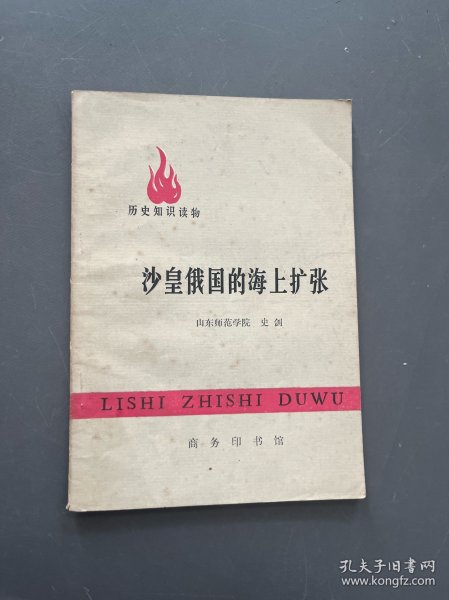 历史知识读物
沙皇俄国的海上扩张
山东师范学院 史剑
LISHI ZHISHI DUWU
商务印书馆
孔夫子旧书网
www.kongfz.com